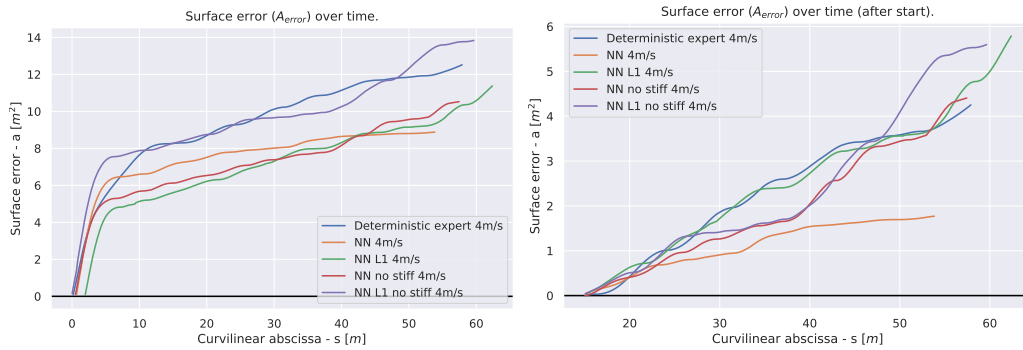 Surface error (A_error) over time.
Surface error - a [m²]
14
12
10
8
6
4
2
0
Deterministic expert 4m/s
NN 4m/s
NN L1 4m/s
NN no stiff 4m/s
NN L1 no stiff 4m/s
0 10 20 30 40 50 60
Curvilinear abscissa - s [m]
Surface error (A_error) over time (after start).
Surface error - a [m²]
6
5
4
3
2
1
0
Deterministic expert 4m/s
NN 4m/s
NN L1 4m/s
NN no stiff 4m/s
NN L1 no stiff 4m/s
20 30 40 50 60
Curvilinear abscissa - s [m]